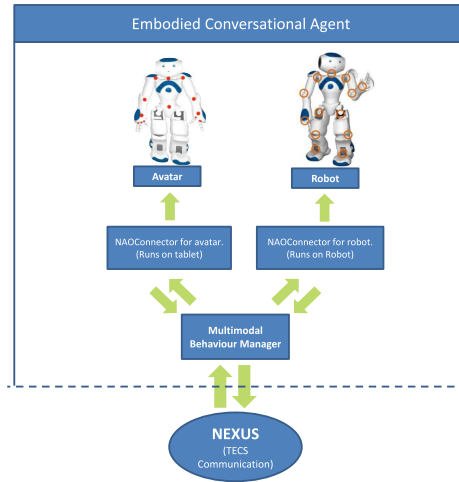 Embodied Conversational Agent
Avatar
Robot
NAOConnector for avatar.
(Runs on tablet)
NAOConnector for robot.
(Runs on Robot)
Multimodal
Behaviour Manager
NEXUS
(TECS
Communication)